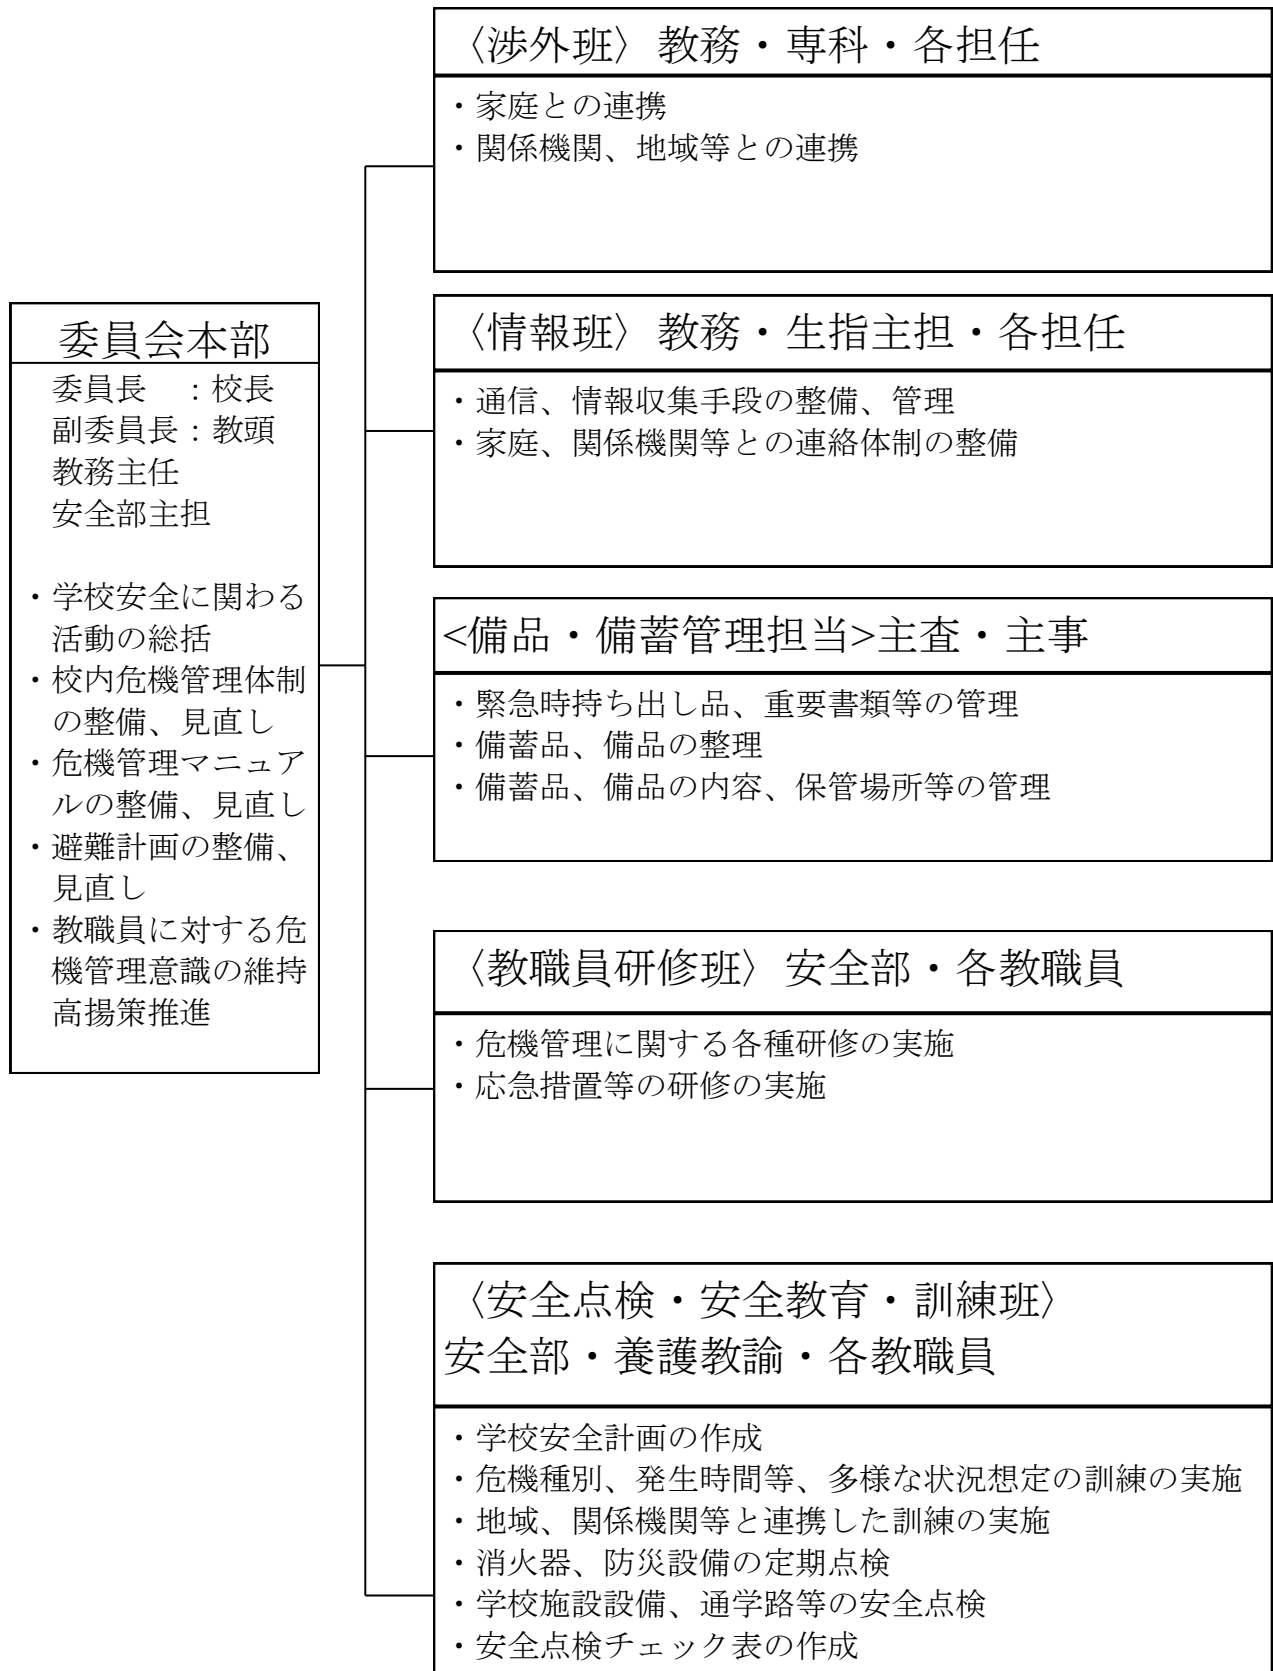 〈渉外班〉教務・専科・各担任
・家庭との連携
・関係機関、地域等との連携
委員会本部
委員長　：校長
副委員長：教頭
教務主任
安全部主担
・学校安全に関わる
活動の総括
・校内危機管理体制
の整備、見直し
・危機管理マニュア
ルの整備、見直し
・避難計画の整備、
見直し
・教職員に対する危
機管理意識の維持
高揚策推進
〈情報班〉教務・生指主担・各担任
・通信、情報収集手段の整備、管理
・家庭、関係機関等との連絡体制の整備
<備品・備蓄管理担当>主査・主事
・緊急時持ち出し品、重要書類等の管理
・備蓄品、備品の整理
・備蓄品、備品の内容、保管場所等の管理
〈教職員研修班〉安全部・各教職員
・危機管理に関する各種研修の実施
・応急措置等の研修の実施
〈安全点検・安全教育・訓練班〉
安全部・養護教諭・各教職員
・学校安全計画の作成
・危機種別、発生時間等、多様な状況想定の訓練の実施
・地域、関係機関等と連携した訓練の実施
・消火器、防災設備の定期点検
・学校施設設備、通学路等の安全点検
・安全点検チェック表の作成